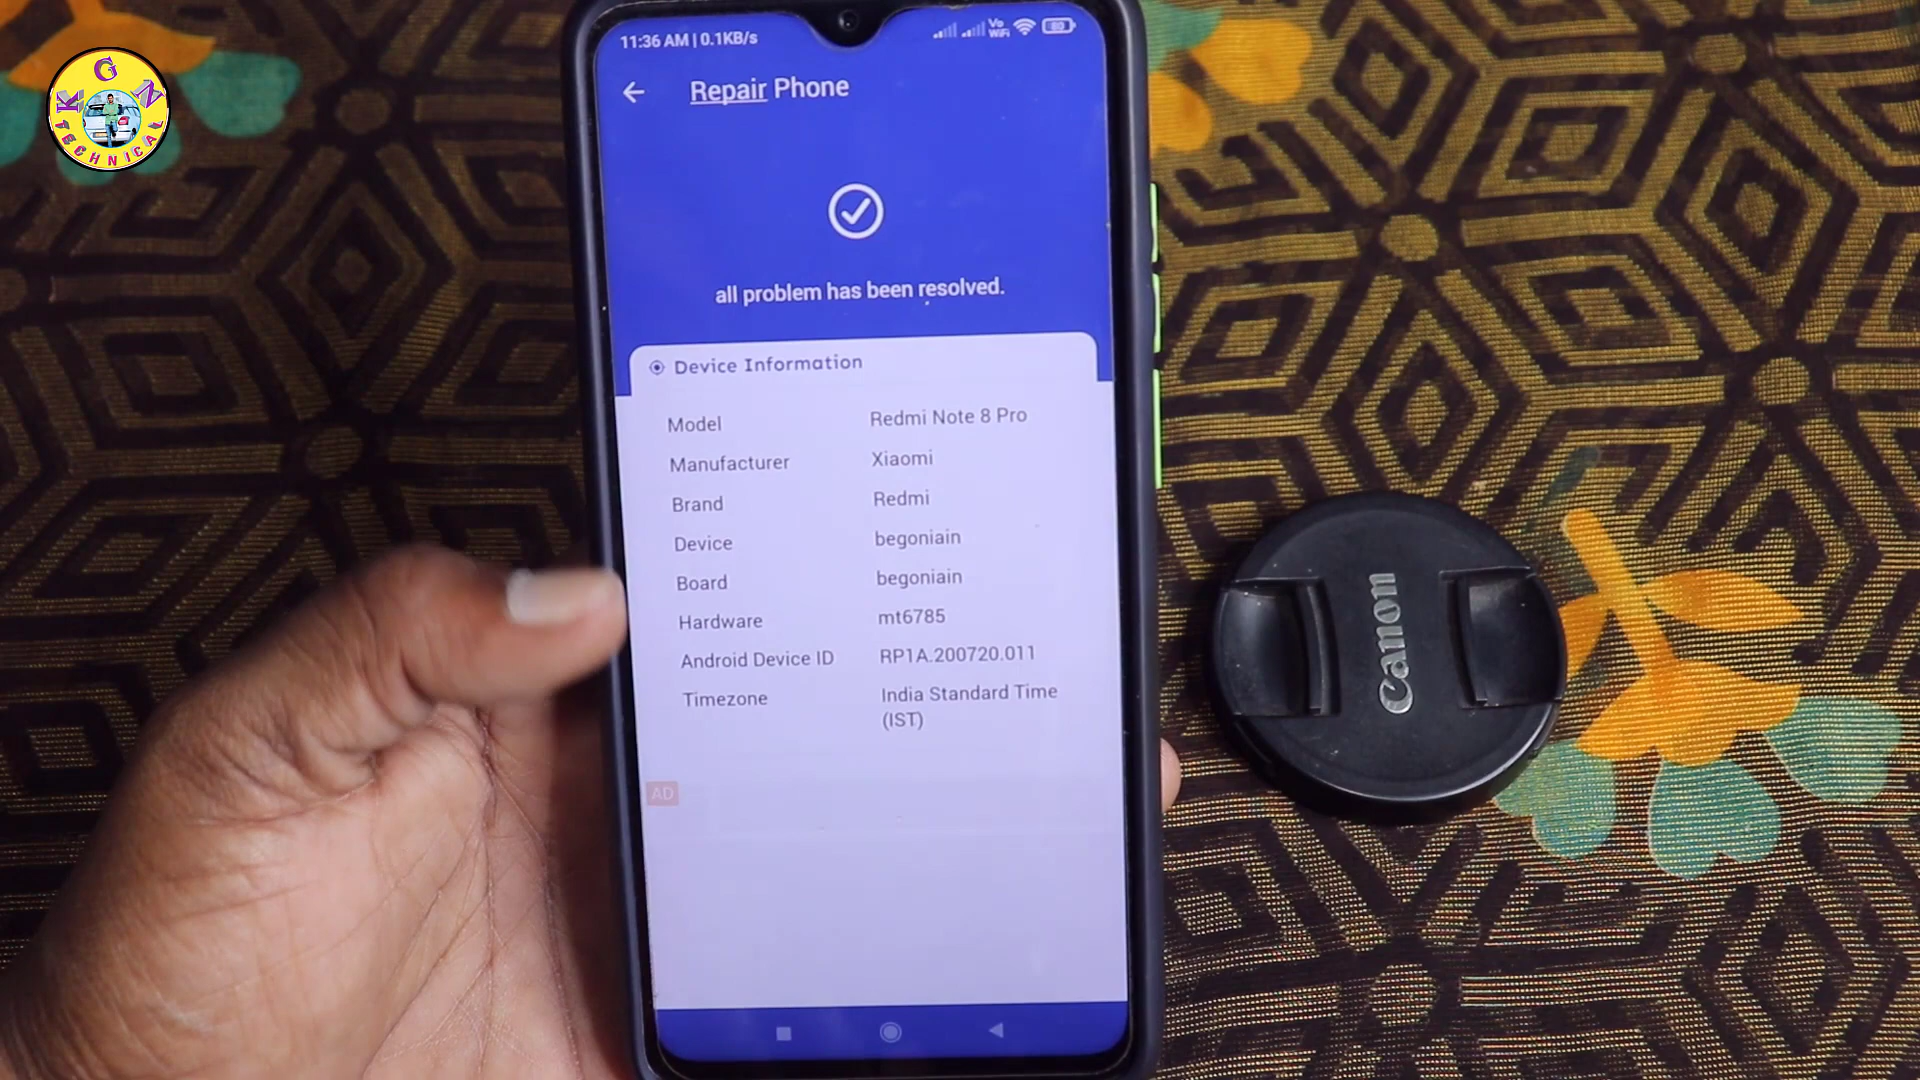 KGN
TECHNICAL
11:36 AM | 0.1KB/s
Vo
WiFi
80
Repair Phone
all problem has been resolved.
Device Information
Model Redmi Note 8 Pro
Manufacturer Xiaomi
Brand Redmi
Device begoniain
Board begoniain
Hardware mt6785
Android Device ID RP1A.200720.011
Timezone India Standard Time
(IST)
AD
Canon